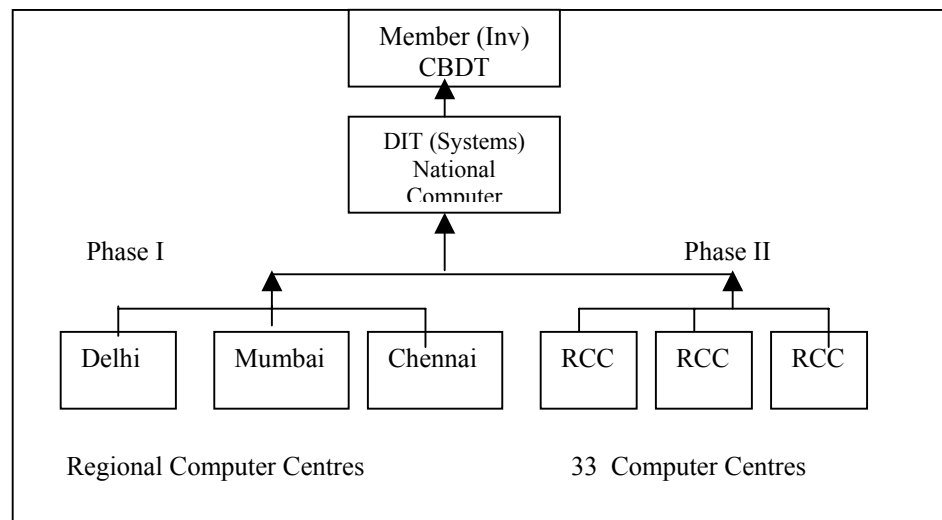 Member (Inv)
CBDT
DIT (Systems)
National
Computer
Phase I
Phase II
Delhi
Mumbai
Chennai
RCC
RCC
RCC
Regional Computer Centres
33 Computer Centres